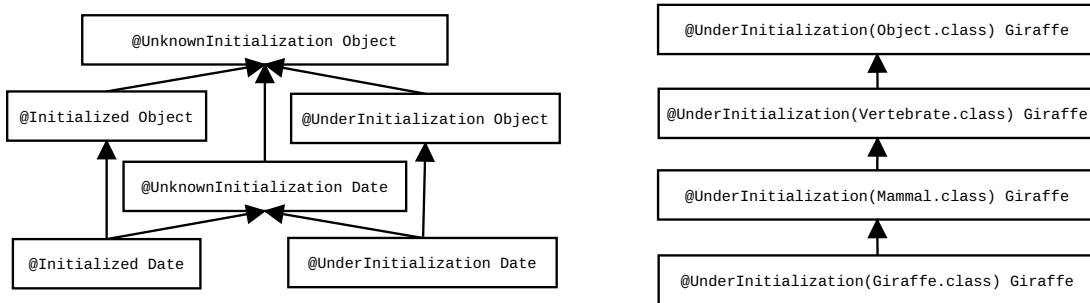 @UnknownInitialization Object
@Initialized Object
@UnderInitialization Object
@UnknownInitialization Date
@Initialized Date
@UnderInitialization Date
@UnderInitialization(Object.class) Giraffe
@UnderInitialization(Vertebrate.class) Giraffe
@UnderInitialization(Mammal.class) Giraffe
@UnderInitialization(Giraffe.class) Giraffe